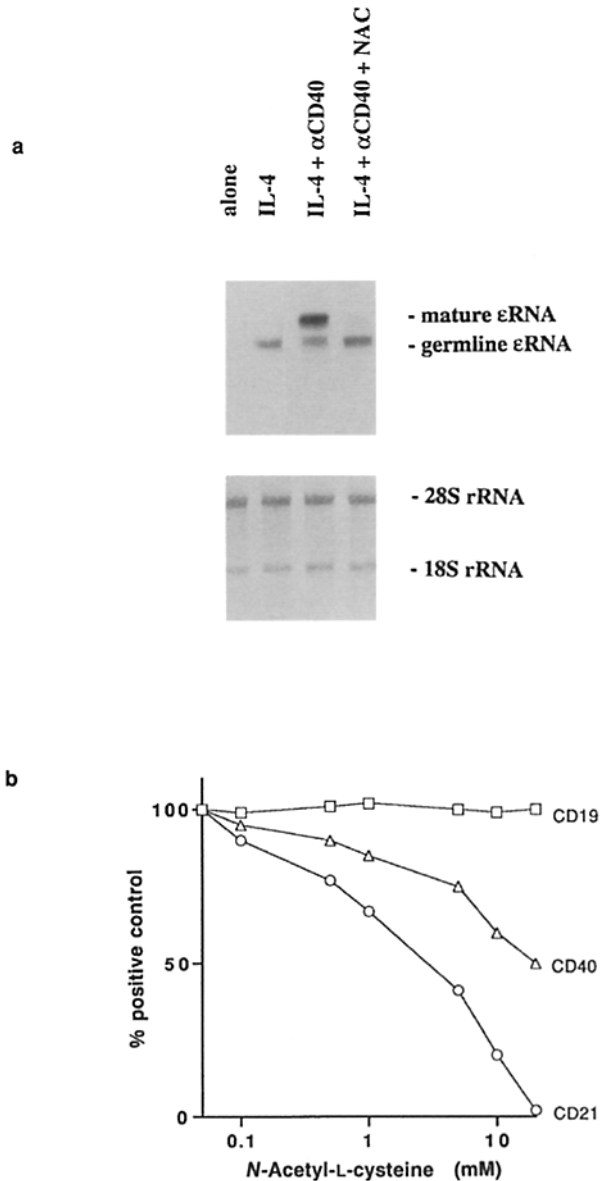 a
alone
IL-4
IL-4 + αCD40
IL-4 + αCD40 + NAC
- mature εRNA
- germline εRNA
- 28S rRNA
- 18S rRNA
b
100
50
0
% positive control
CD19
CD40
CD21
0.1
1
10
N-Acetyl-L-cysteine (mM)